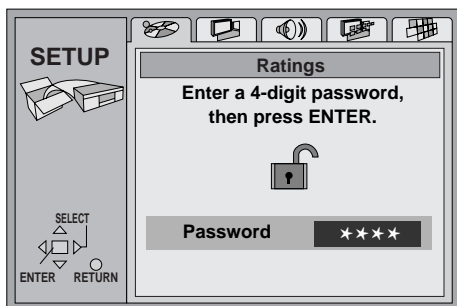 SETUP
Ratings
Enter a 4-digit password,
then press ENTER.
Password ★★★★
SELECT
ENTER RETURN